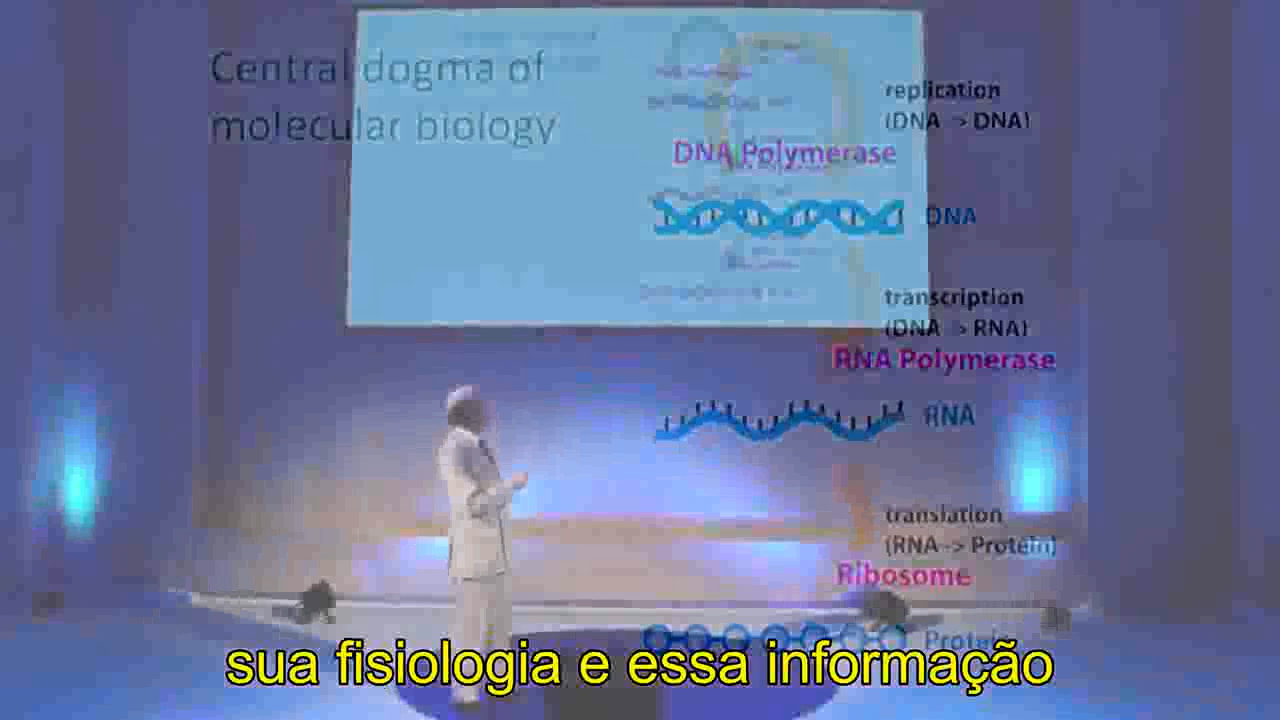 Central dogma of
molecular biology
replication
(DNA -> DNA)
DNA Polymerase
DNA
transcription
(DNA -> RNA)
RNA Polymerase
RNA
translation
(RNA -> Protein)
Ribosome
Protein
sua fisiologia e essa informação